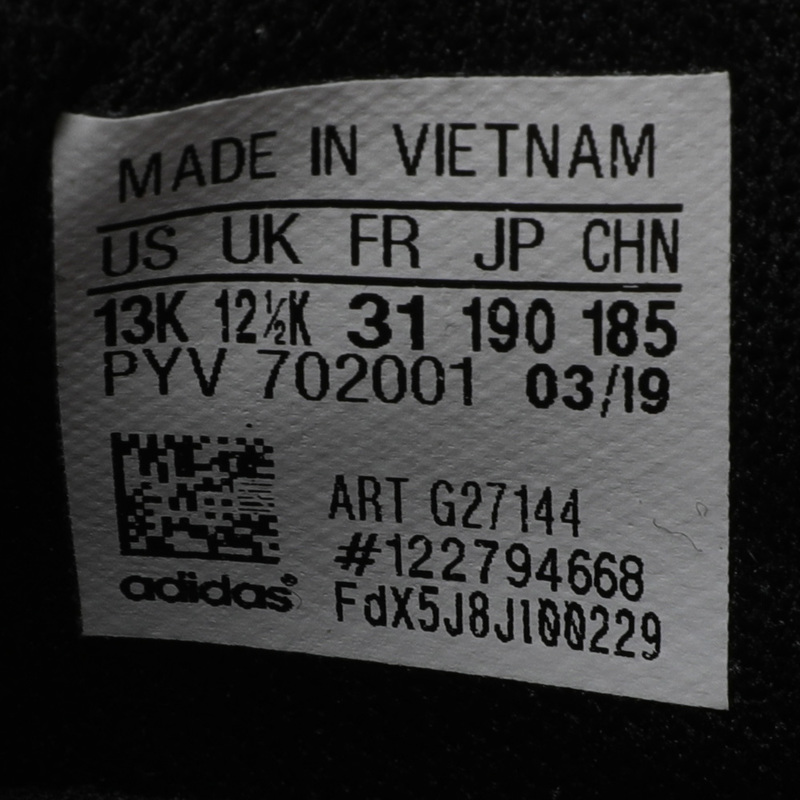 MADE IN VIETNAM
US UK FR JP CHN
13K 12½K 31 190 185
PYV 702001 03/19
ART G27144
#122794668
adidas®
FdX5J8J100229